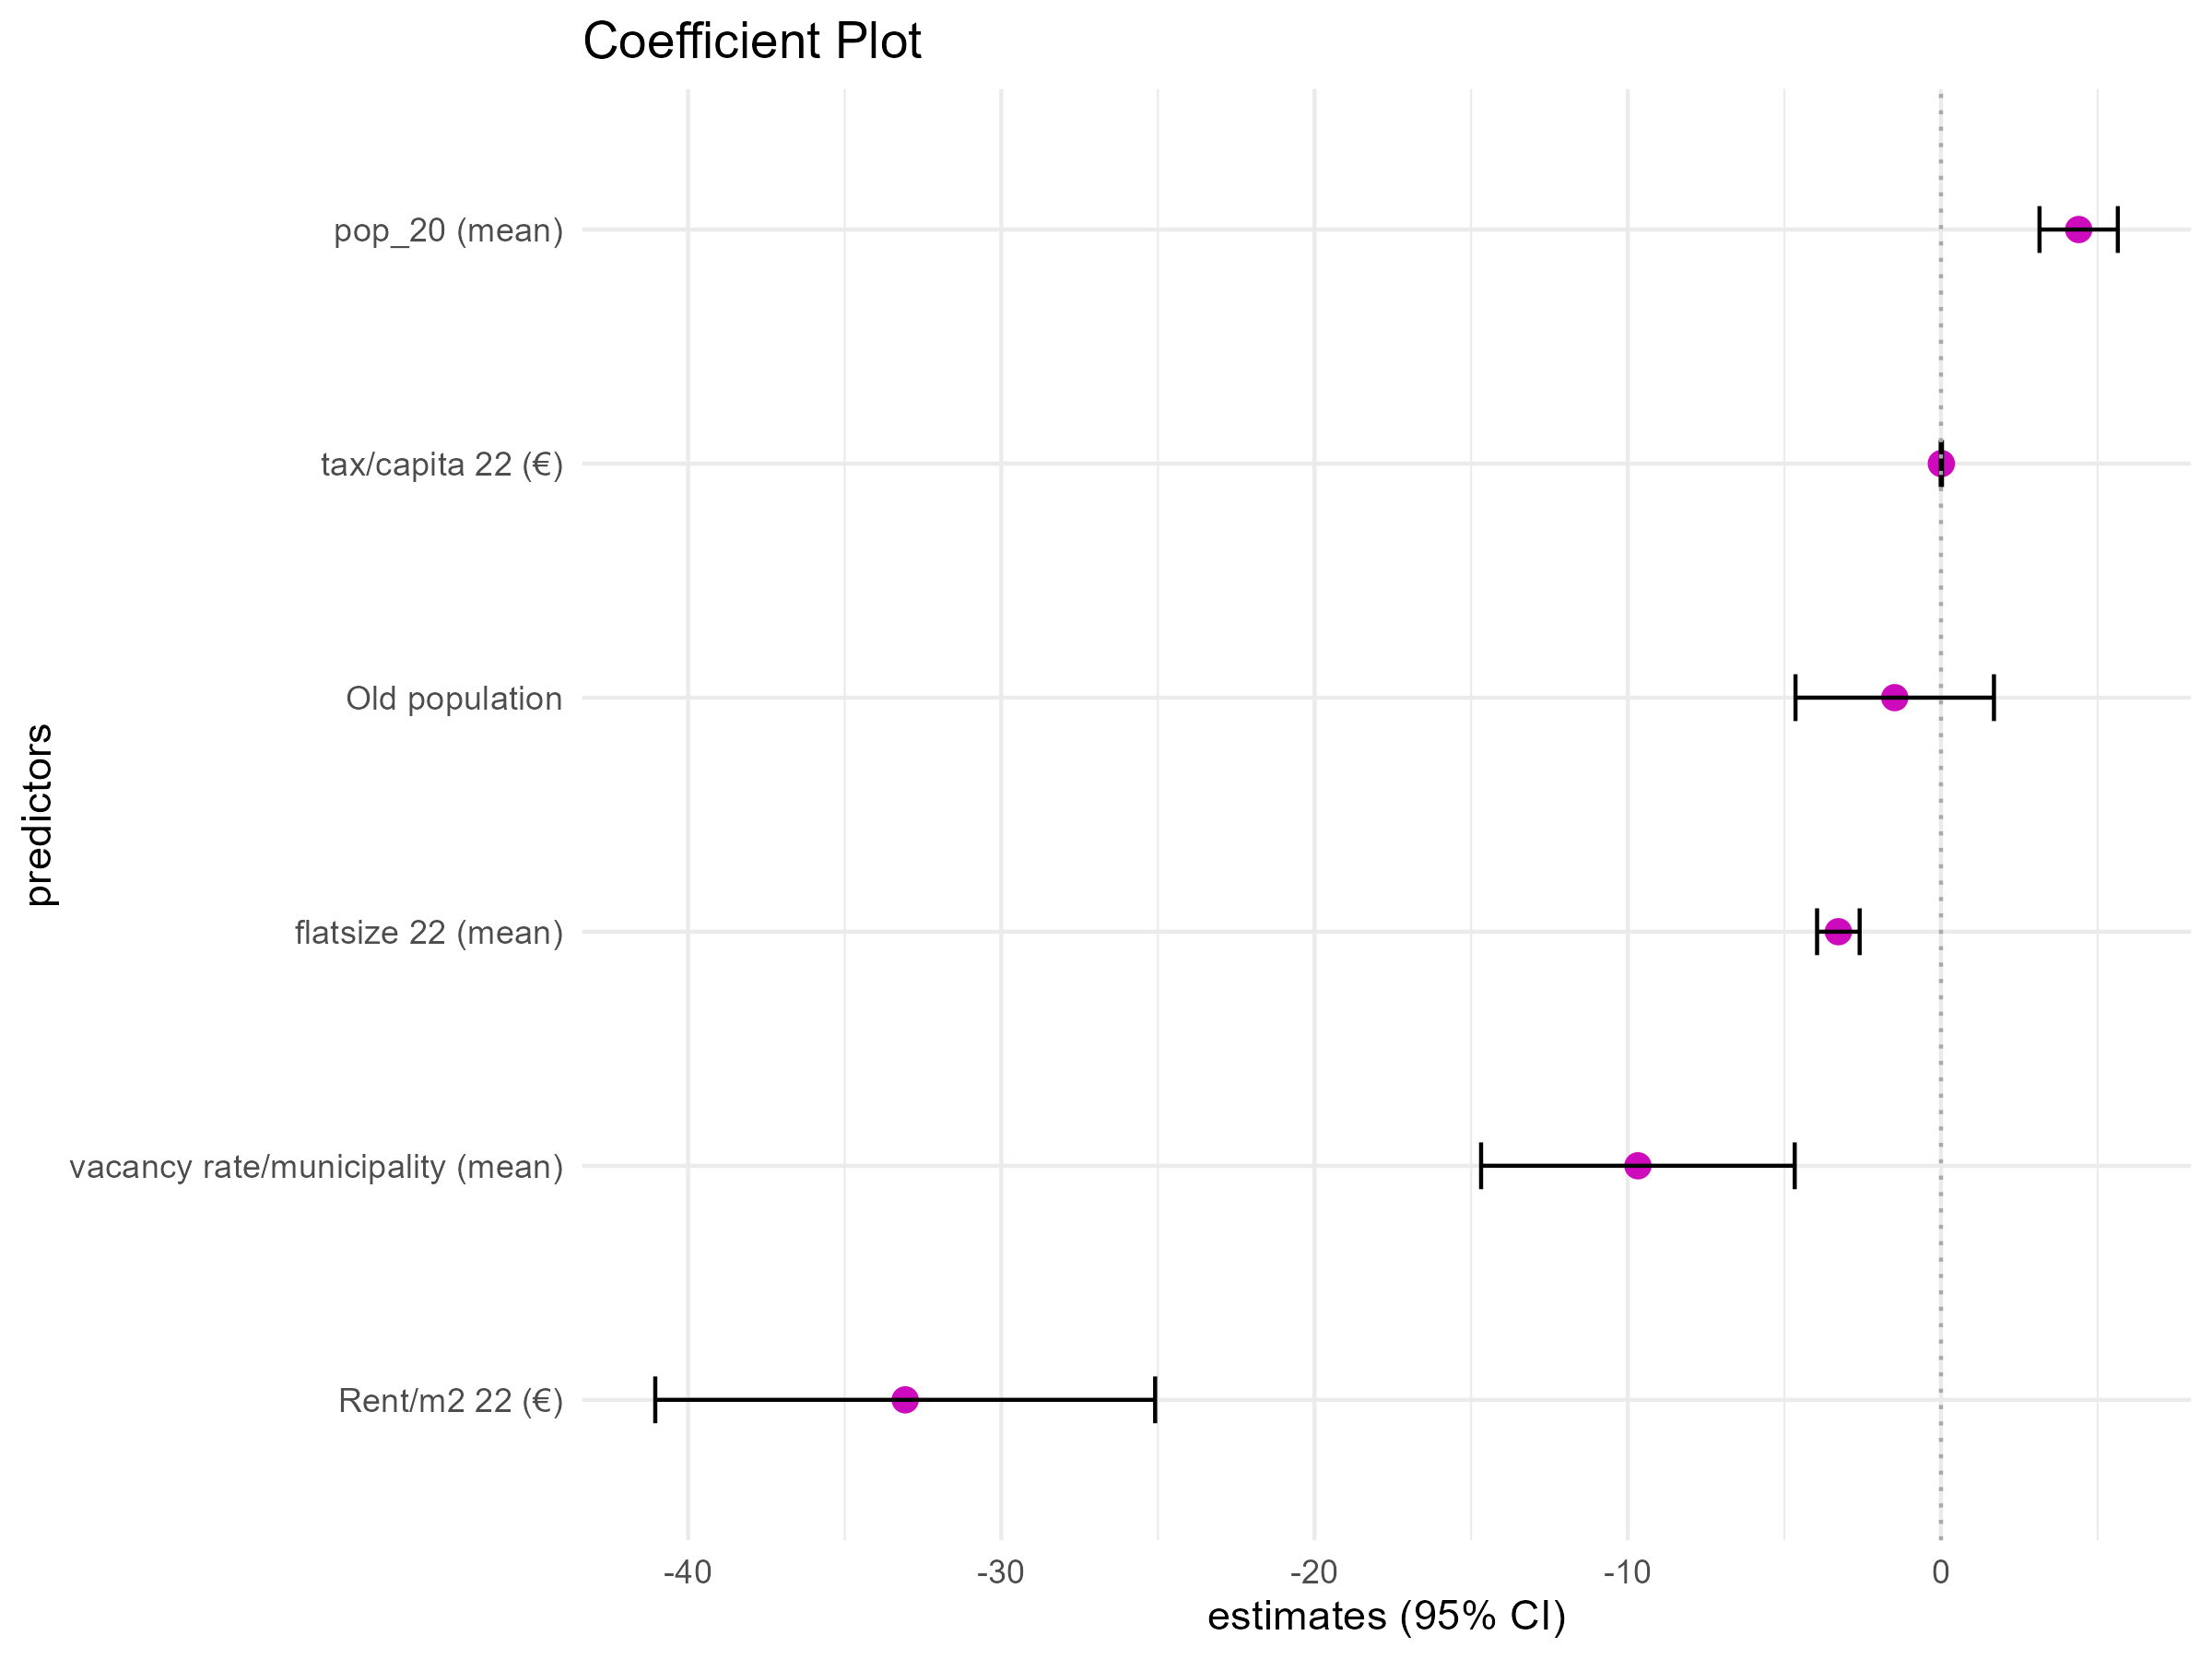 Coefficient Plot
pop_20 (mean)
tax/capita 22 (€)
Old population
flatsize 22 (mean)
vacancy rate/municipality (mean)
Rent/m2 22 (€)
predictors
-40 -30 -20 -10 0
estimates (95% CI)